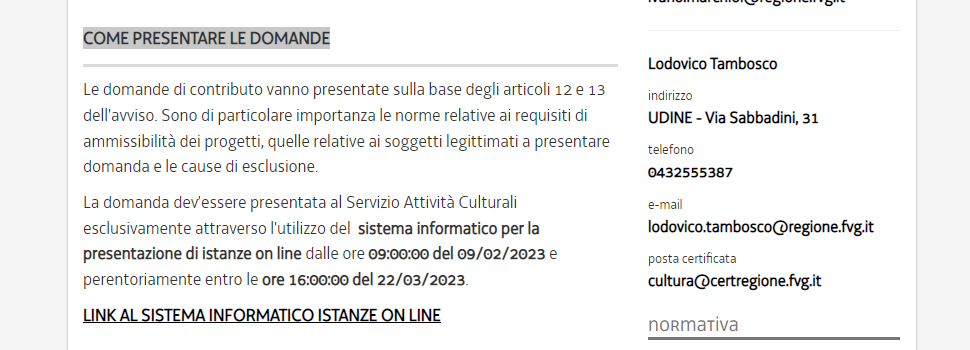 COME PRESENTARE LE DOMANDE
Le domande di contributo vanno presentate sulla base degli articoli 12 e 13
dell'avviso. Sono di particolare importanza le norme relative ai requisiti di
ammissibilità dei progetti, quelle relative ai soggetti legittimati a presentare
domanda e le cause di esclusione.
La domanda dev'essere presentata al Servizio Attività Culturali
esclusivamente attraverso l'utilizzo del sistema informatico per la
presentazione di istanze on line dalle ore 09:00:00 del 09/02/2023 e
perentoriamente entro le ore 16:00:00 del 22/03/2023.
LINK AL SISTEMA INFORMATICO ISTANZE ON LINE
Lodovico Tambosco
indirizzo
UDINE - Via Sabbadini, 31
telefono
0432555387
e-mail
lodovico.tambosco@regione.fvg.it
posta certificata
cultura@certregione.fvg.it
normativa